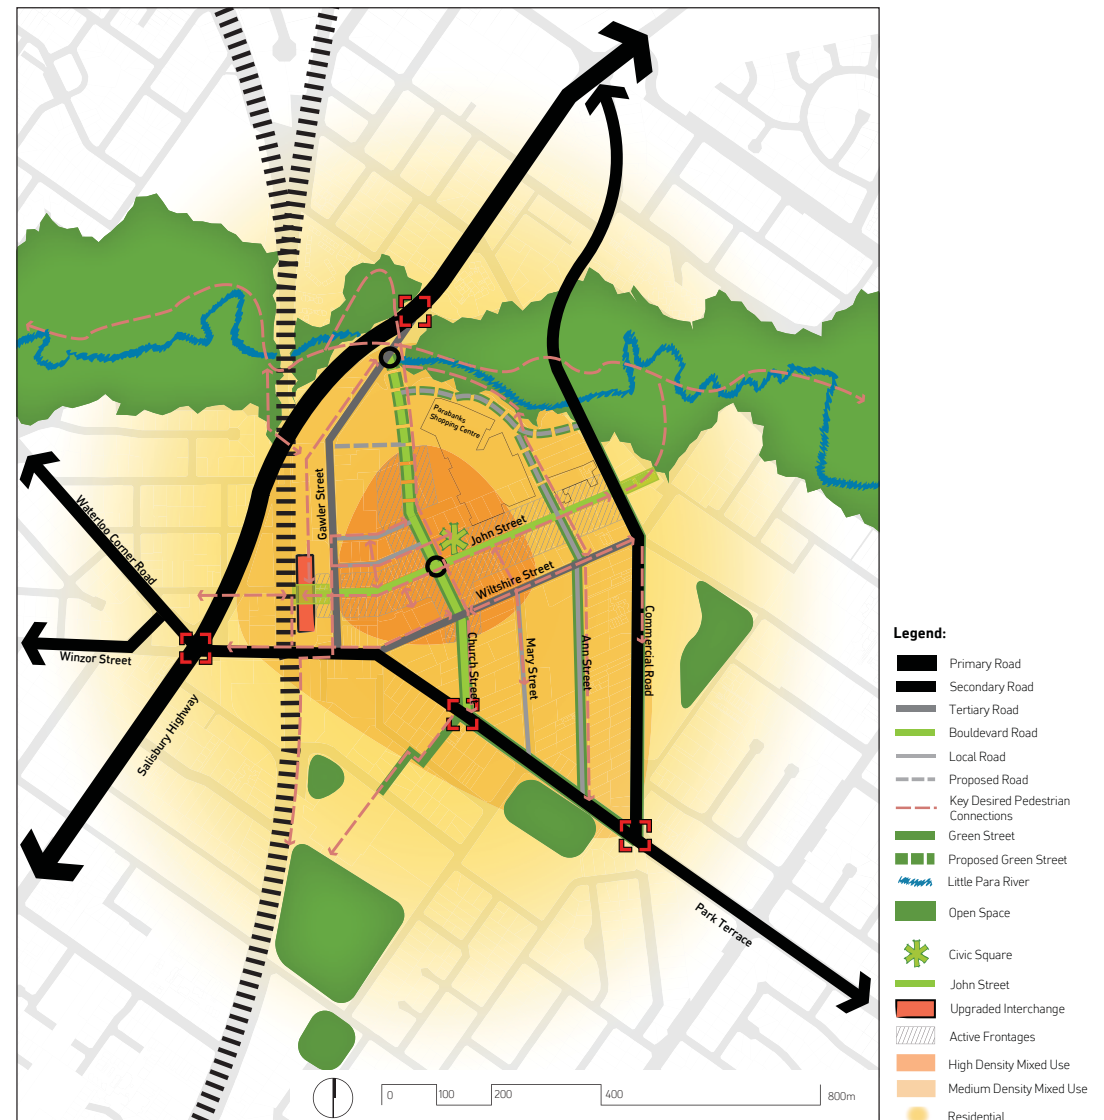 Parabanks
Shopping Centre
Gawler Street
John Street
Wiltshire Street
Waterloo Corner Road
Winzor Street
Salisbury Highway
Church Street
Mary Street
Ann Street
Commercial Road
Park Terrace
0
100
200
400
800m
Legend:
Primary Road
Secondary Road
Tertiary Road
Bouldevard Road
Local Road
Proposed Road
Key Desired Pedestrian
Connections
Green Street
Proposed Green Street
Little Para River
Open Space
Civic Square
John Street
Upgraded Interchange
Active Frontages
High Density Mixed Use
Medium Density Mixed Use
Residential